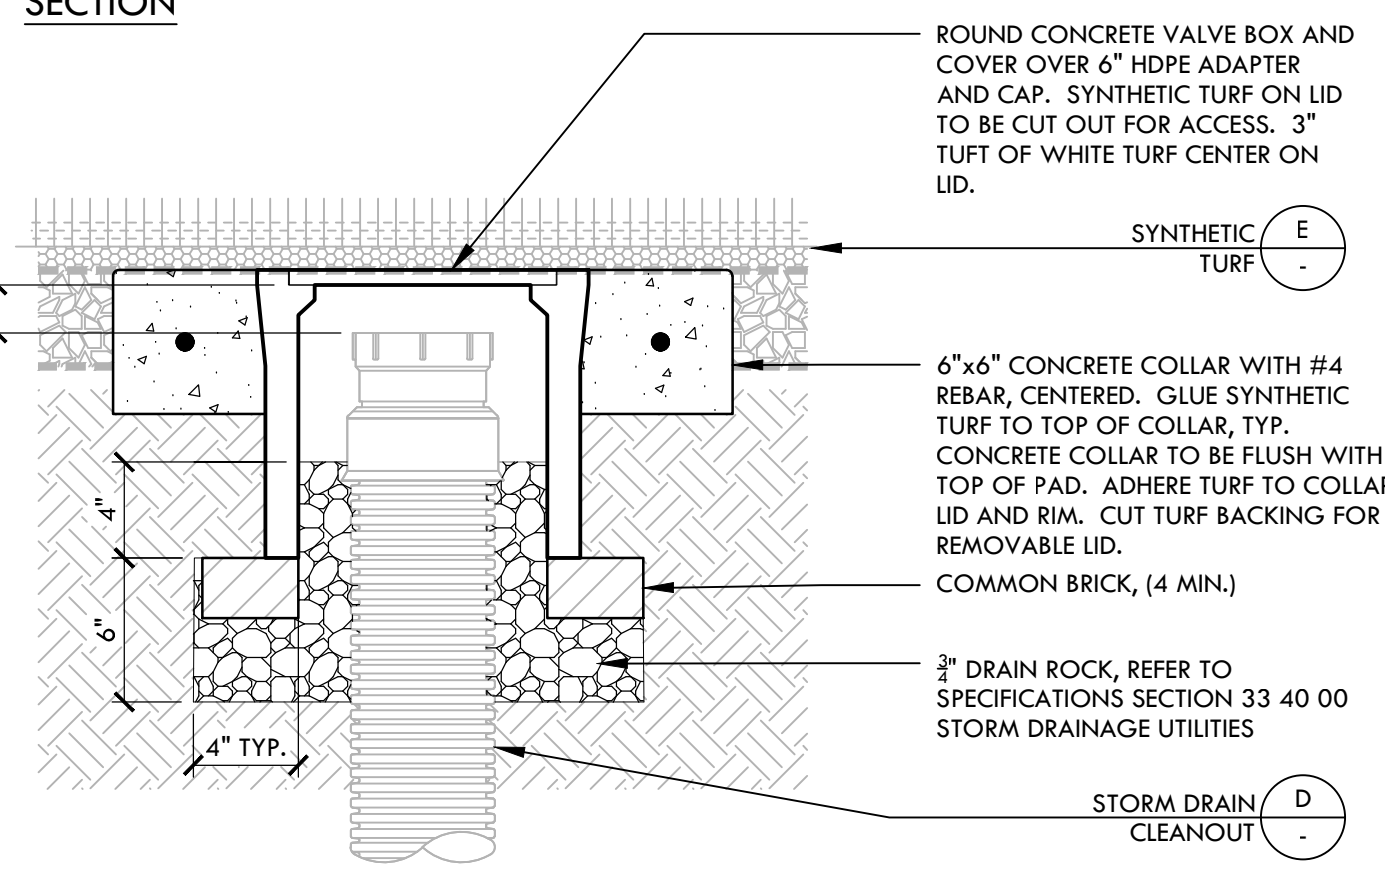 SECTION
ROUND CONCRETE VALVE BOX AND
COVER OVER 6" HDPE ADAPTER
AND CAP. SYNTHETIC TURF ON LID
TO BE CUT OUT FOR ACCESS. 3"
TUFT OF WHITE TURF CENTER ON
LID.
SYNTHETIC
TURF
E
-
6"x6" CONCRETE COLLAR WITH #4
REBAR, CENTERED. GLUE SYNTHETIC
TURF TO TOP OF COLLAR, TYP.
CONCRETE COLLAR TO BE FLUSH WITH
TOP OF PAD. ADHERE TURF TO COLLAR
LID AND RIM. CUT TURF BACKING FOR
REMOVABLE LID.
4"
COMMON BRICK, (4 MIN.)
6"
3/4" DRAIN ROCK, REFER TO
SPECIFICATIONS SECTION 33 40 00
STORM DRAINAGE UTILITIES
4" TYP.
STORM DRAIN
CLEANOUT
D
-